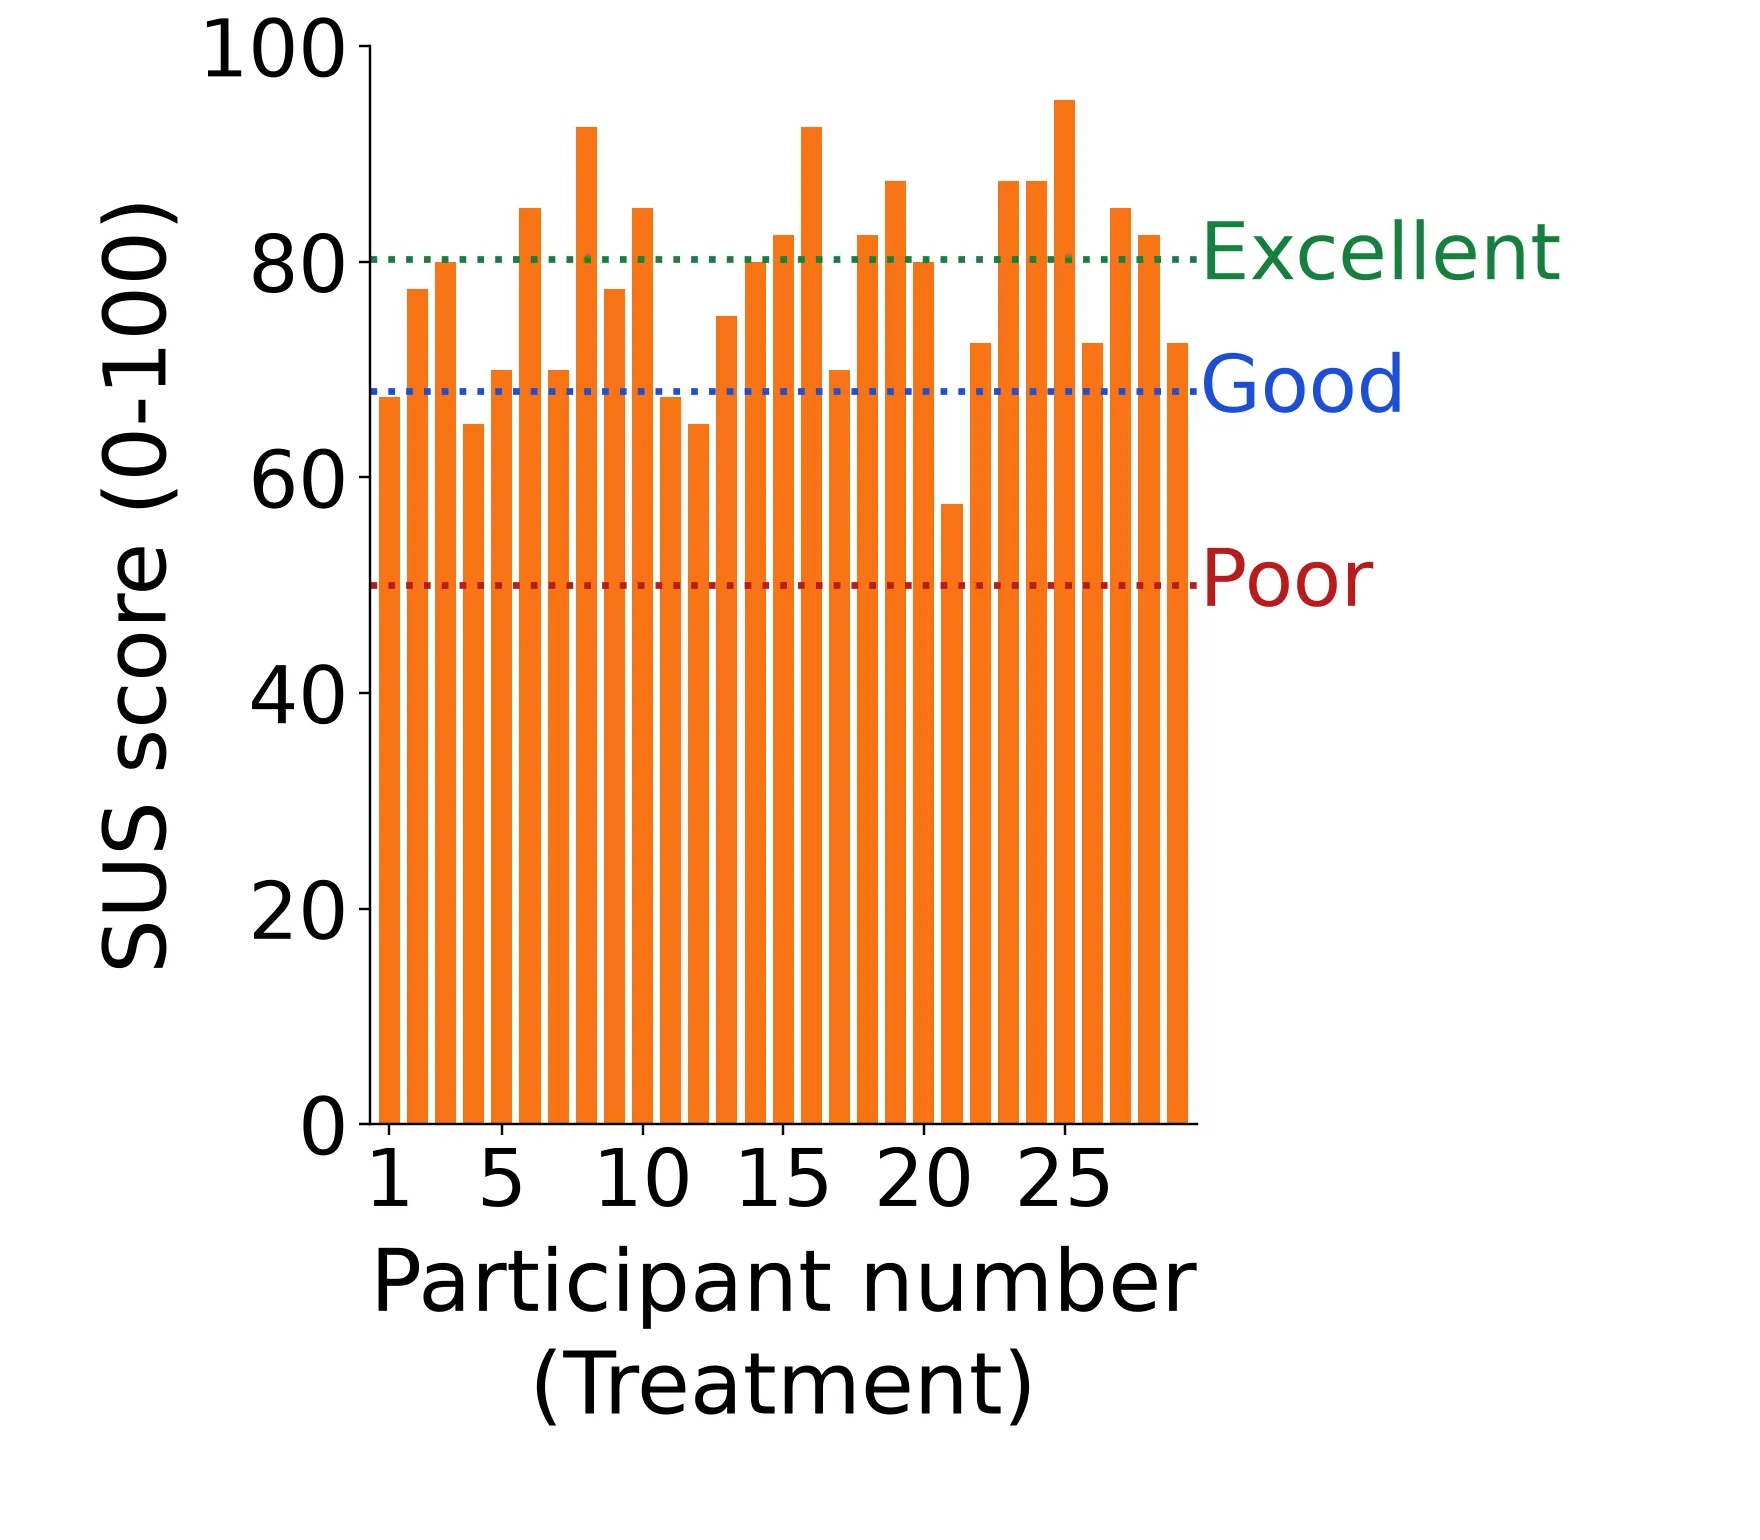 SUS score (0-100)
100
80
60
40
20
0
Excellent
Good
Poor
1 5 10 15 20 25
Participant number
(Treatment)